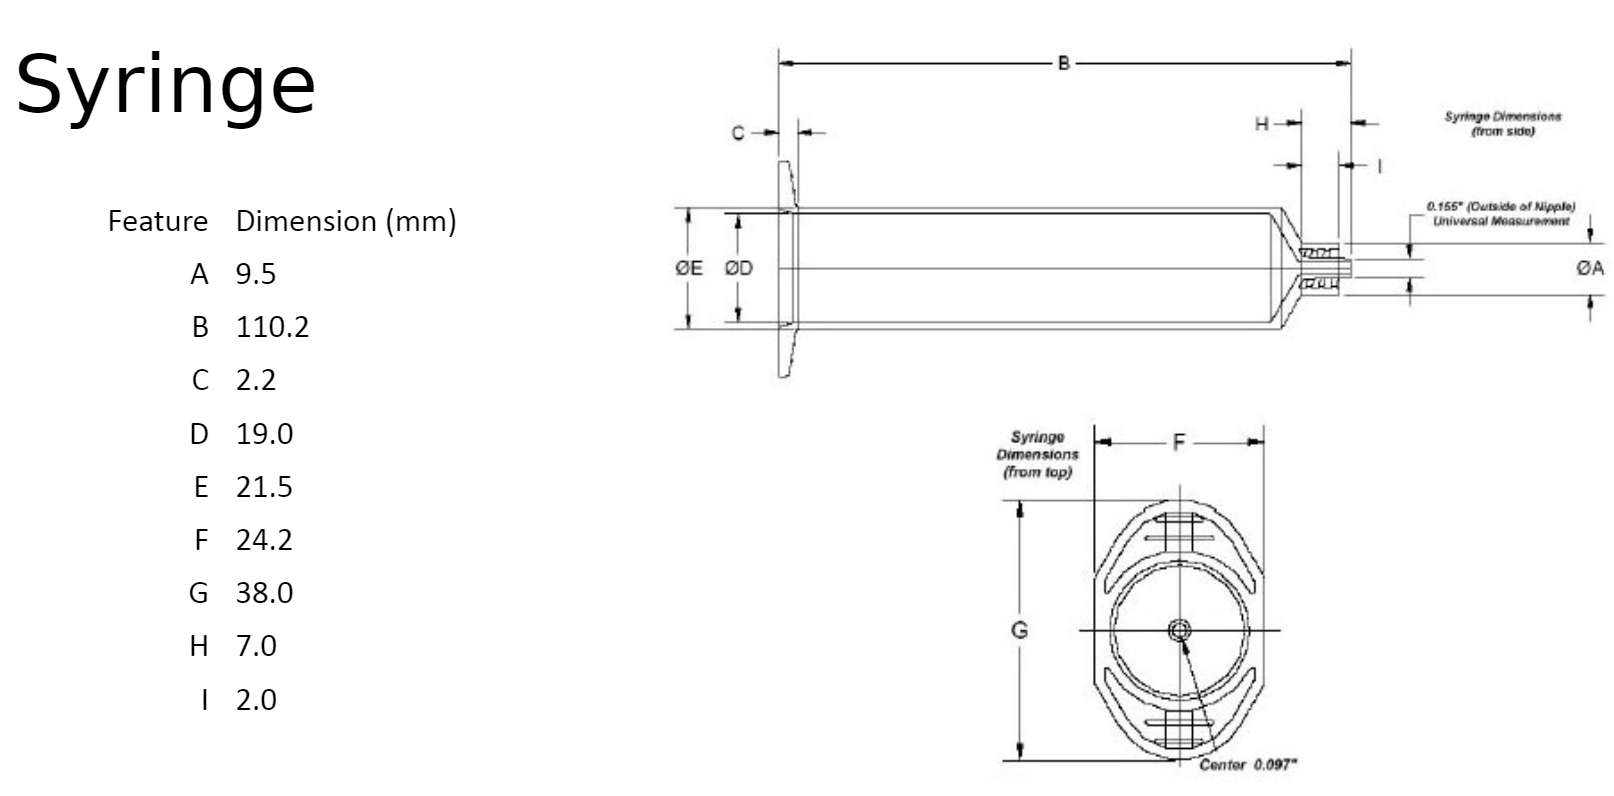 Syringe
Feature Dimension (mm)
A 9.5
B 110.2
C 2.2
D 19.0
E 21.5
F 24.2
G 38.0
H 7.0
I 2.0
B
C
H
I
Syringe Dimensions
(from side)
0.155" (Outside of Nipple)
Universal Measurement
ØE
ØD
ØA
Syringe
Dimensions
(from top)
F
G
Center 0.097"